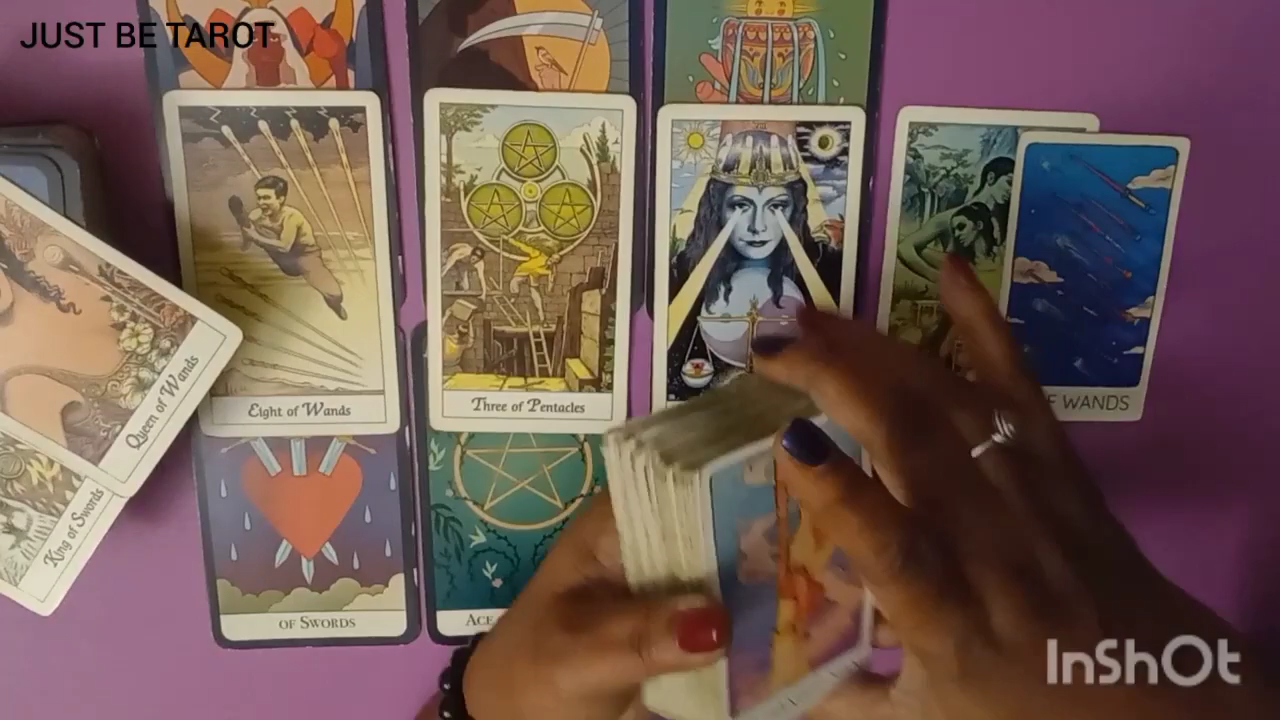 JUST BE TAROT
Eight of Wands
Three of Pentacles
F WANDS
Queen of Wands
King of Swords
OF SWORDS
ACE
InShOt